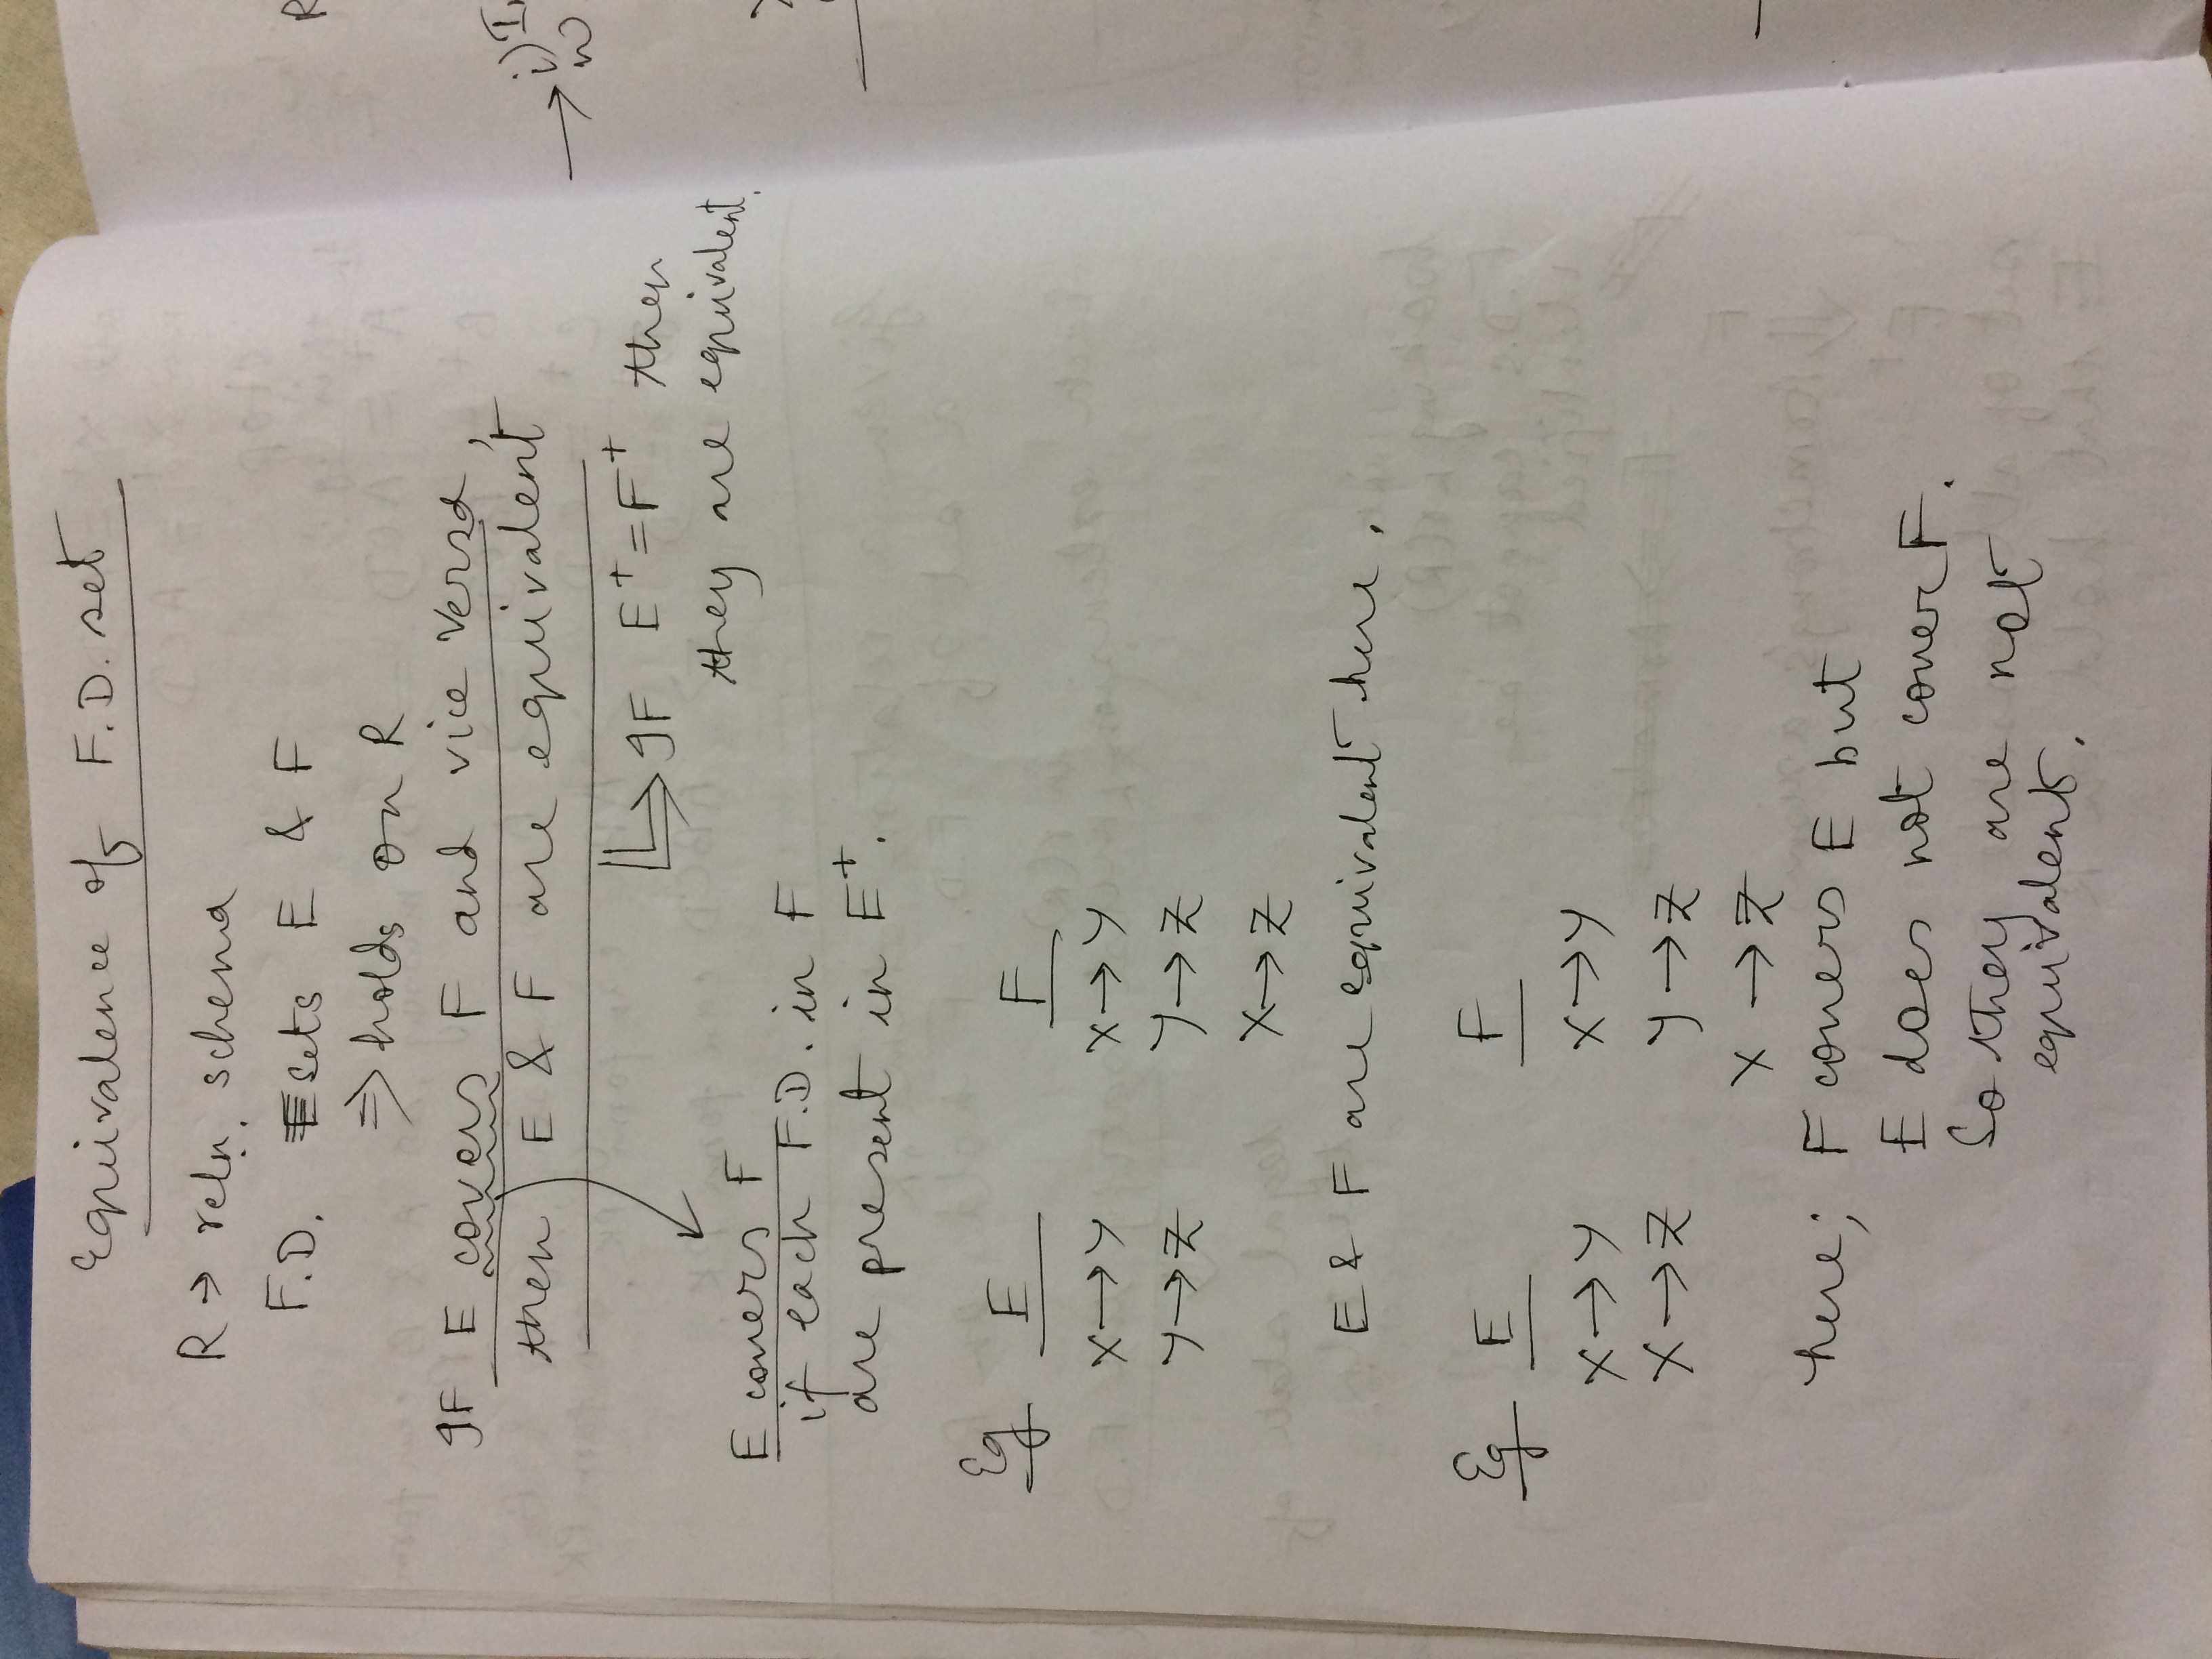 Equivalence of F.D. set
R → reln. schema
F.D. sets E & F
⇒ holds on R
If E covers F and vice versa,
then E & F are equivalent
If E⁺ = F⁺ then
they are equivalent.
E covers F
if each F.D. in F
are present in E⁺.
Eg E F
X → Y X → Y
Y → Z Y → Z
X → Z
E & F are equivalent here.
Eg E F
X → Y X → Y
X → Z Y → Z
X → Z
here; F covers E but
E does not cover F.
So they are not
equivalent.
R
i)